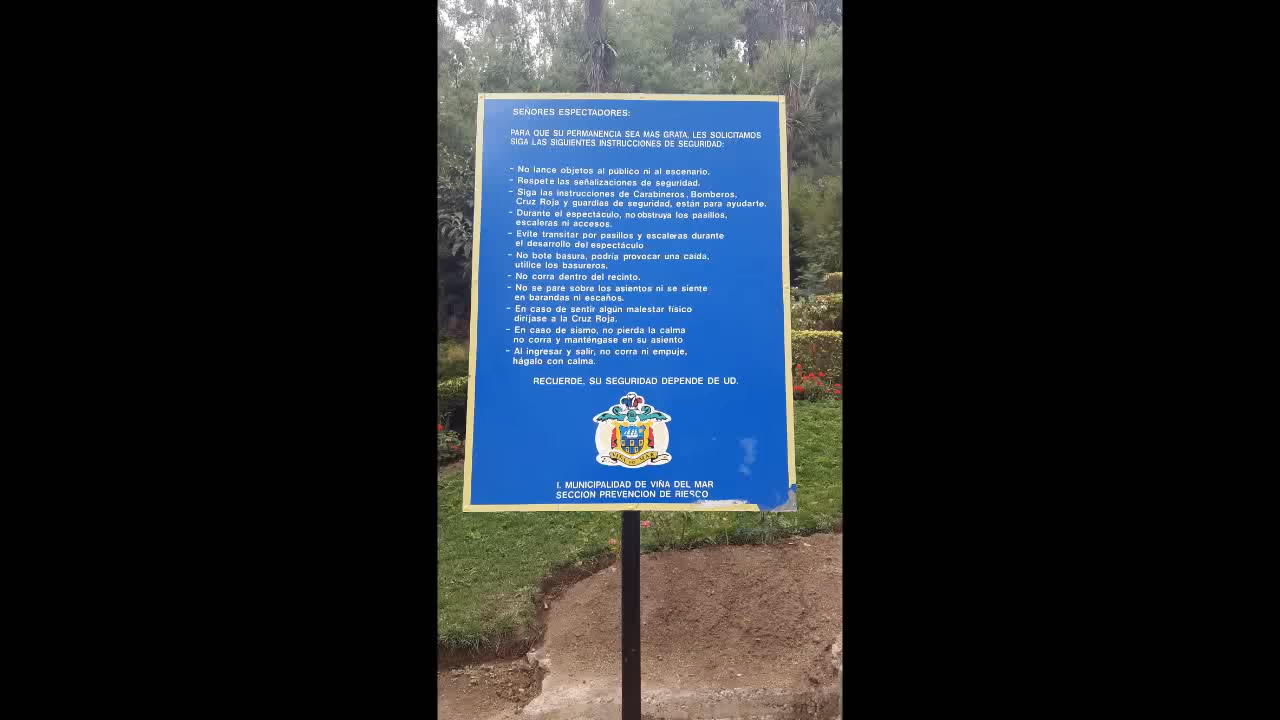 SEÑORES ESPECTADORES:
PARA QUE SU PERMANENCIA SEA MAS GRATA, LES SOLICITAMOS
SIGA LAS SIGUIENTES INSTRUCCIONES DE SEGURIDAD:
- No lance objetos al público ni al escenario.
- Respete las señalizaciones de seguridad.
- Siga las instrucciones de Carabineros, Bomberos,
Cruz Roja y guardias de seguridad, están para ayudarte.
- Durante el espectáculo, no obstruya los pasillos,
escaleras ni accesos.
- Evite transitar por pasillos y escaleras durante
el desarrollo del espectáculo
- No bote basura, podría provocar una caída,
utilice los basureros.
- No corra dentro del recinto.
- No se pare sobre los asientos ni se siente
en barandas ni escaños.
- En caso de sentir algún malestar físico
diríjase a la Cruz Roja.
- En caso de sismo, no pierda la calma
no corra y manténgase en su asiento
- Al ingresar y salir, no corra ni empuje,
hágalo con calma.
RECUERDE, SU SEGURIDAD DEPENDE DE UD.
VIÑA DEL MAR
I. MUNICIPALIDAD DE VIÑA DEL MAR
SECCION PREVENCION DE RIESCO